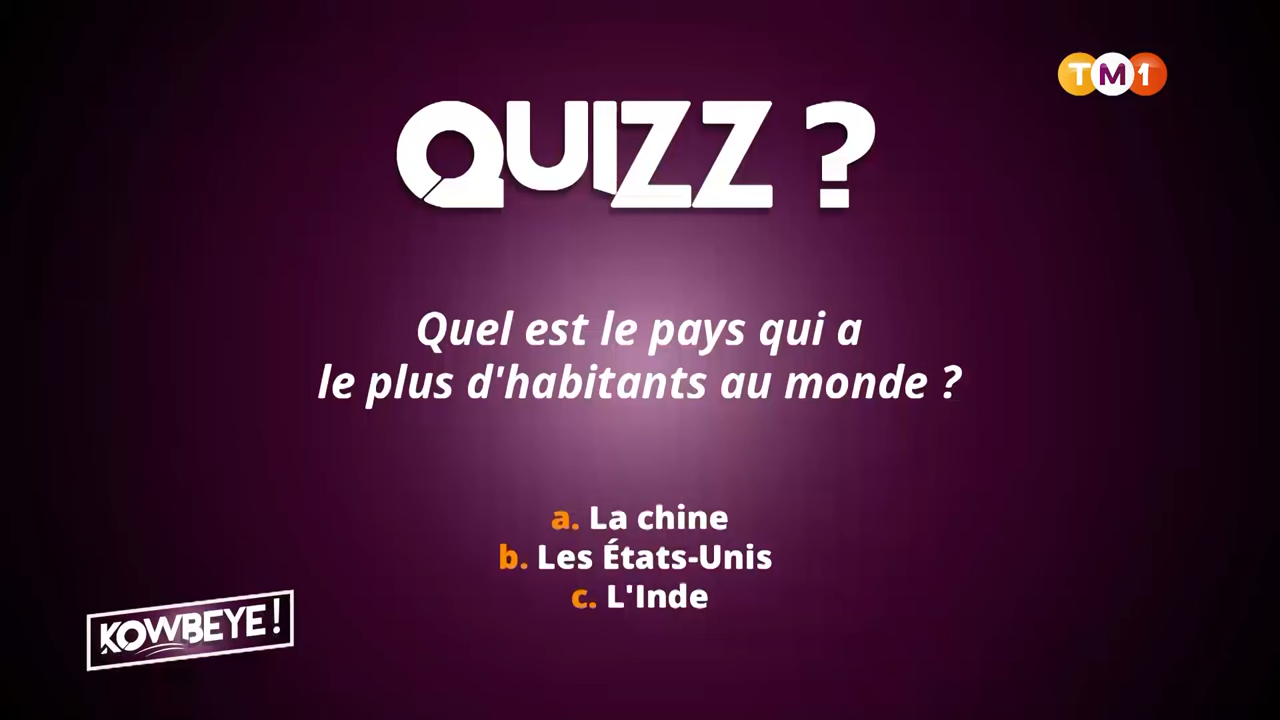 TM1
QUIZZ ?
Quel est le pays qui a
le plus d'habitants au monde ?
a. La chine
b. Les États-Unis
c. L'Inde
KOWBEYE !